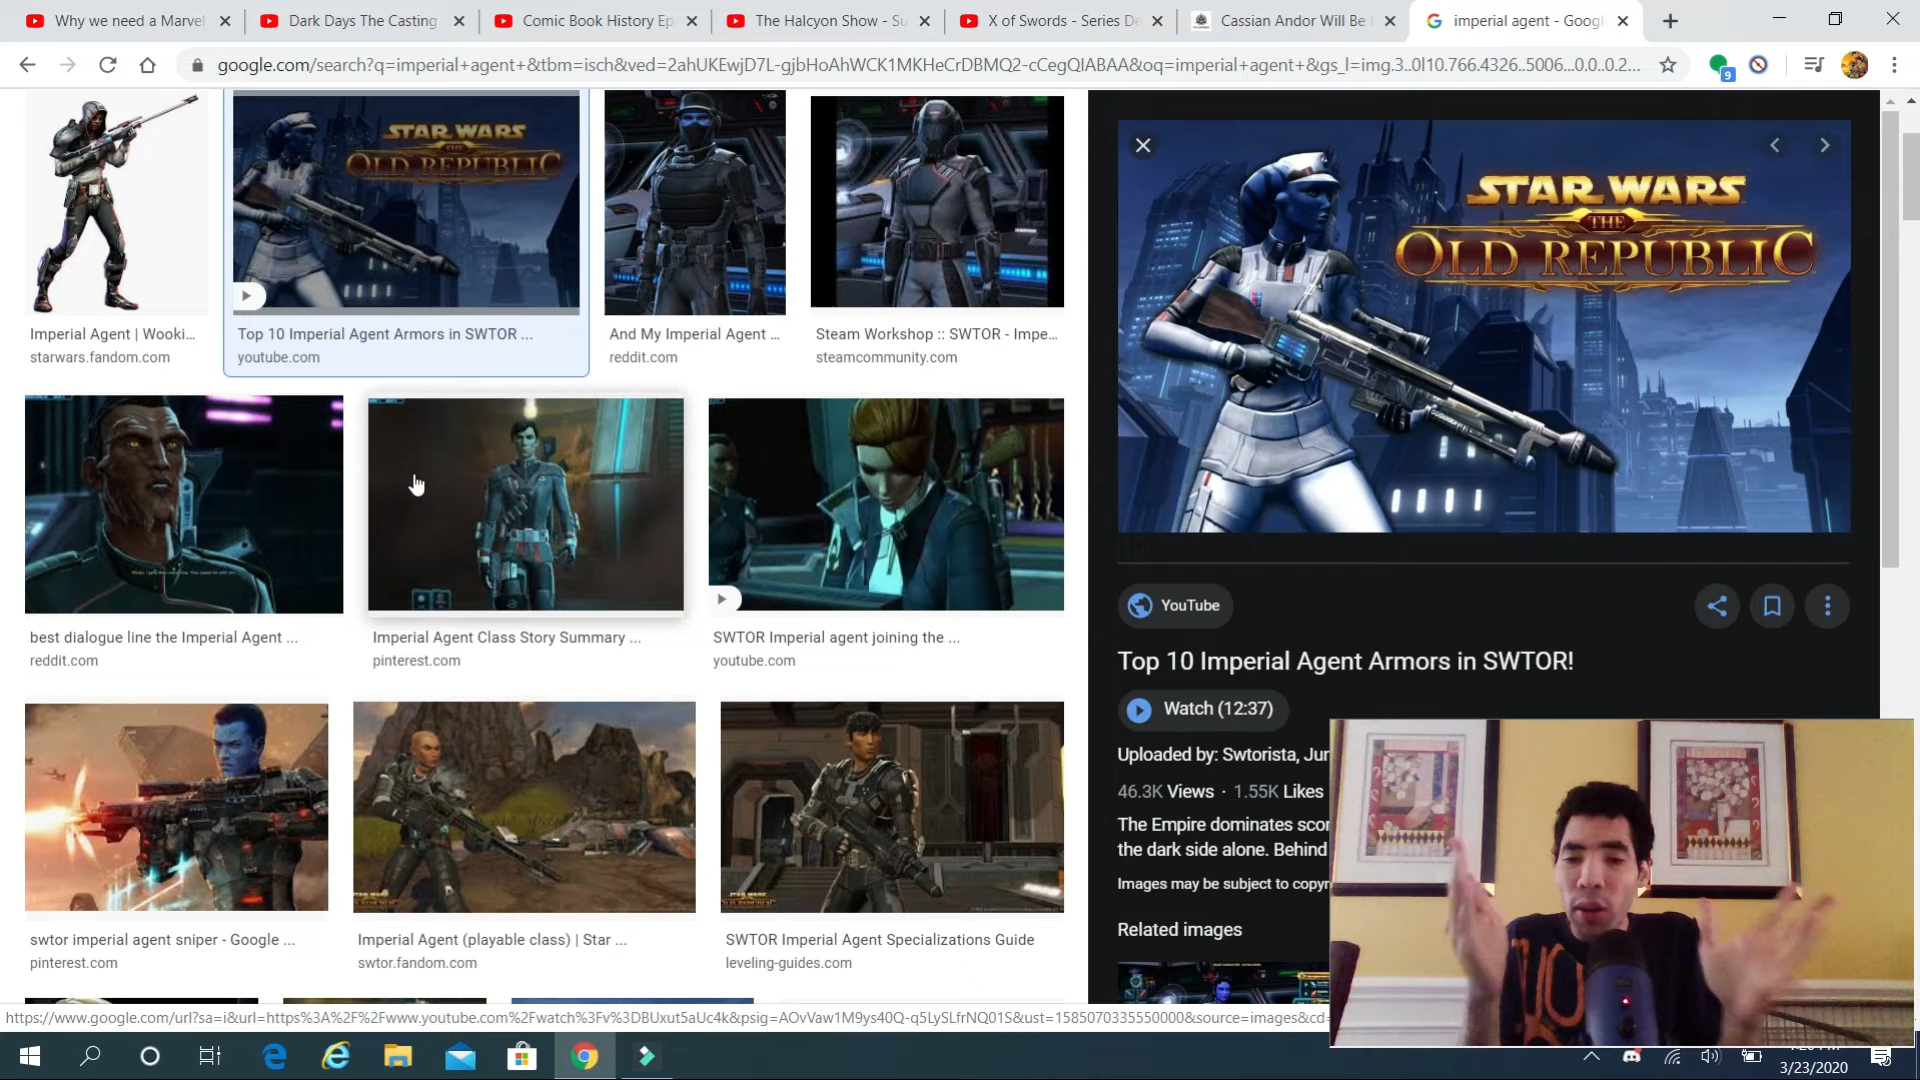 Why we need a Marvel
Dark Days The Casting
Comic Book History Ep
The Halcyon Show - Su
X of Swords - Series De
Cassian Andor Will Be
imperial agent - Googl
google.com/search?q=imperial+agent+&tbm=isch&ved=2ahUKEwjD7L-gjbHoAhWCK1MKHeCrDBMQ2-cCegQIABAA&oq=imperial+agent+&gs_l=img.3..0l10.766.4326..5006...0.0..0.2...
9
STAR WARS
THE
OLD REPUBLIC
STAR WARS
THE
OLD REPUBLIC
Imperial Agent | Wooki...
starwars.fandom.com
Top 10 Imperial Agent Armors in SWTOR ...
youtube.com
And My Imperial Agent ...
reddit.com
Steam Workshop :: SWTOR - Impe...
steamcommunity.com
best dialogue line the Imperial Agent ...
reddit.com
Imperial Agent Class Story Summary ...
pinterest.com
SWTOR Imperial agent joining the ...
youtube.com
swtor imperial agent sniper - Google ...
pinterest.com
Imperial Agent (playable class) | Star ...
swtor.fandom.com
SWTOR Imperial Agent Specializations Guide
leveling-guides.com
YouTube
Top 10 Imperial Agent Armors in SWTOR!
Watch (12:37)
Uploaded by: Swtorista, Jun
46.3K Views · 1.55K Likes
The Empire dominates scor
the dark side alone. Behind
Images may be subject to copyr
Related images
https://www.google.com/url?sa=i&url=https%3A%2F%2Fwww.youtube.com%2Fwatch%3Fv%3DBUxut5aUc4k&psig=AOvVaw1M9ys40Q-q5LySLfrNQ01S&ust=1585070335550000&source=images&cd=
3/23/2020